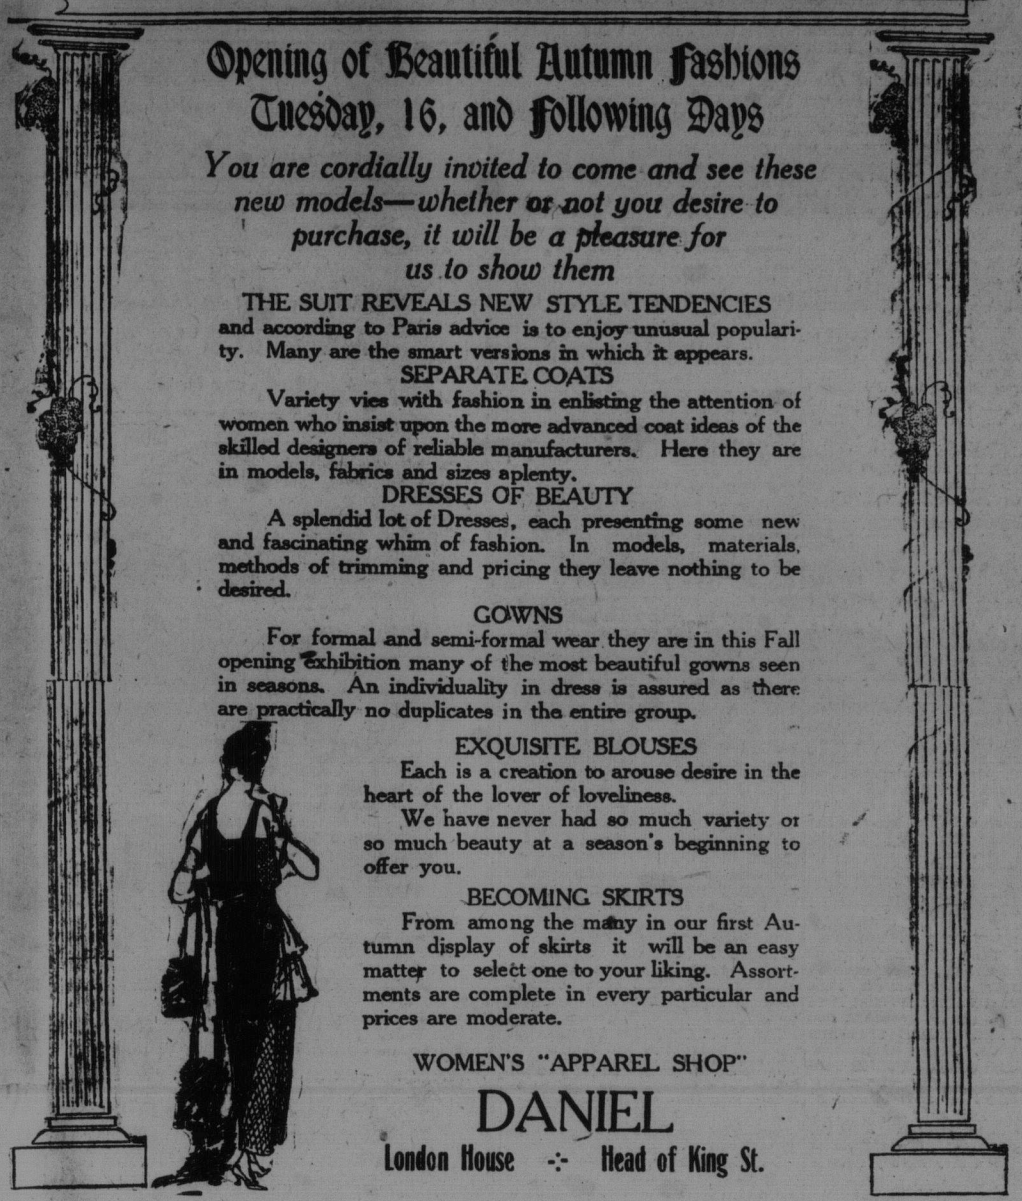 Opening of Beautiful Autumn Fashions
Tuesday, 16, and Following Days
You are cordially invited to come and see these
new models—whether or not you desire to
purchase, it will be a pleasure for
us to show them
THE SUIT REVEALS NEW STYLE TENDENCIES
and according to Paris advice is to enjoy unusual populari-
ty. Many are the smart versions in which it appears.
SEPARATE COATS
Variety vies with fashion in enlisting the attention of
women who insist upon the more advanced coat ideas of the
skilled designers of reliable manufacturers. Here they are
in models, fabrics and sizes aplenty.
DRESSES OF BEAUTY
A splendid lot of Dresses, each presenting some new
and fascinating whim of fashion. In models, materials,
methods of trimming and pricing they leave nothing to be
desired.
GOWNS
For formal and semi-formal wear they are in this Fall
opening exhibition many of the most beautiful gowns seen
in seasons. An individuality in dress is assured as there
are practically no duplicates in the entire group.
EXQUISITE BLOUSES
Each is a creation to arouse desire in the
heart of the lover of loveliness.
We have never had so much variety or
so much beauty at a season's beginning to
offer you.
BECOMING SKIRTS
From among the many in our first Au-
tumn display of skirts it will be an easy
matter to select one to your liking. Assort-
ments are complete in every particular and
prices are moderate.
WOMEN'S "APPAREL SHOP"
DANIEL
London House -:- Head of King St.